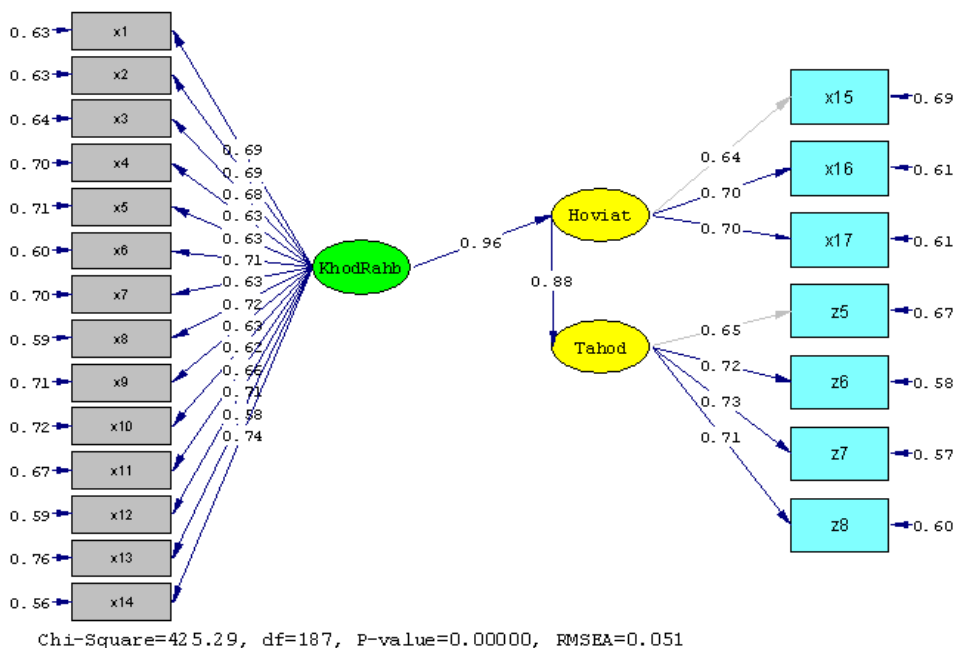 0.63 x1
0.63 x2
0.64 x3
0.70 x4
0.71 x5
0.60 x6
0.70 x7
0.59 x8
0.71 x9
0.72 x10
0.67 x11
0.59 x12
0.76 x13
0.56 x14
0.69
0.69
0.68
0.63
0.63
0.71
0.63
0.72
0.63
0.62
0.66
0.71
0.58
0.74
KhodRahb
0.96
Hoviat
0.88
Tahod
0.64
0.70
0.70
0.65
0.72
0.73
0.71
x15 0.69
x16 0.61
x17 0.61
z5 0.67
z6 0.58
z7 0.57
z8 0.60
Chi-Square=425.29, df=187, P-value=0.00000, RMSEA=0.051